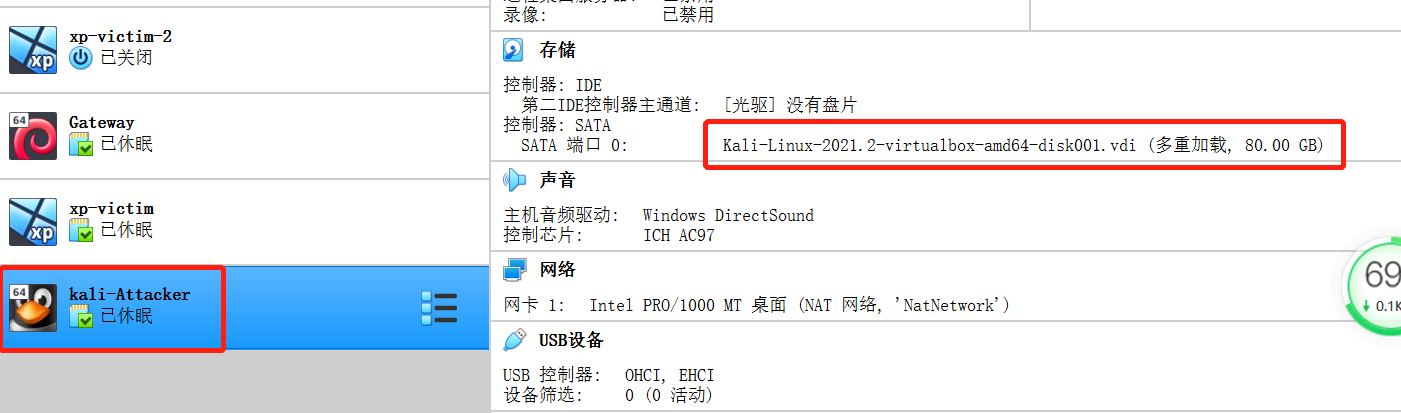 xp-victim-2
已关闭
64
Gateway
已休眠
xp-victim
已休眠
64
kali-Attacker
已休眠
录像: 已禁用
存储
控制器: IDE
第二IDE控制器主通道: [光驱] 没有盘片
控制器: SATA
SATA 端口 0: Kali-Linux-2021.2-virtualbox-amd64-disk001.vdi (多重加载, 80.00 GB)
声音
主机音频驱动: Windows DirectSound
控制芯片: ICH AC97
网络
网卡 1: Intel PRO/1000 MT 桌面 (NAT 网络, 'NatNetwork')
USB设备
USB 控制器: OHCI, EHCI
设备筛选: 0 (0 活动)
xp
xp
69
↓ 0.1K